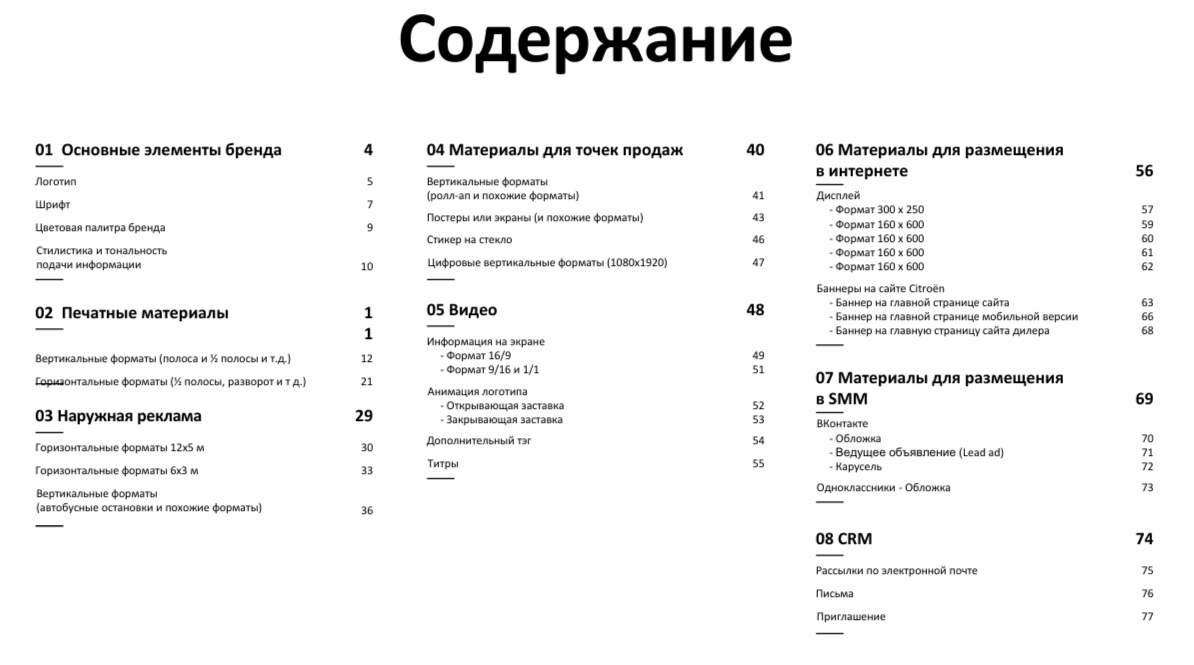 Содержание
01 Основные элементы бренда 4
Логотип 5
Шрифт 7
Цветовая палитра бренда 9
Стилистика и тональность
подачи информации 10
02 Печатные материалы 1
1
Вертикальные форматы (полоса и ½ полосы и т.д.) 12
Горизонтальные форматы (½ полосы, разворот и т д.) 21
03 Наружная реклама 29
Горизонтальные форматы 12x5 м 30
Горизонтальные форматы 6x3 м 33
Вертикальные форматы
(автобусные остановки и похожие форматы) 36
04 Материалы для точек продаж 40
Вертикальные форматы
(ролл-ап и похожие форматы) 41
Постеры или экраны (и похожие форматы) 43
Стикер на стекло 46
Цифровые вертикальные форматы (1080x1920) 47
05 Видео 48
Информация на экране
- Формат 16/9 49
- Формат 9/16 и 1/1 51
Анимация логотипа
- Открывающая заставка 52
- Закрывающая заставка 53
Дополнительный тэг 54
Титры 55
06 Материалы для размещения
в интернете 56
Дисплей
- Формат 300 x 250 57
- Формат 160 x 600 59
- Формат 160 x 600 60
- Формат 160 x 600 61
- Формат 160 x 600 62
Баннеры на сайте Citroën
- Баннер на главной странице сайта 63
- Баннер на главной странице мобильной версии 66
- Баннер на главную страницу сайта дилера 68
07 Материалы для размещения
в SMM 69
ВКонтакте
- Обложка 70
- Ведущее объявление (Lead ad) 71
- Карусель 72
Одноклассники - Обложка 73
08 CRM 74
Рассылки по электронной почте 75
Письма 76
Приглашение 77